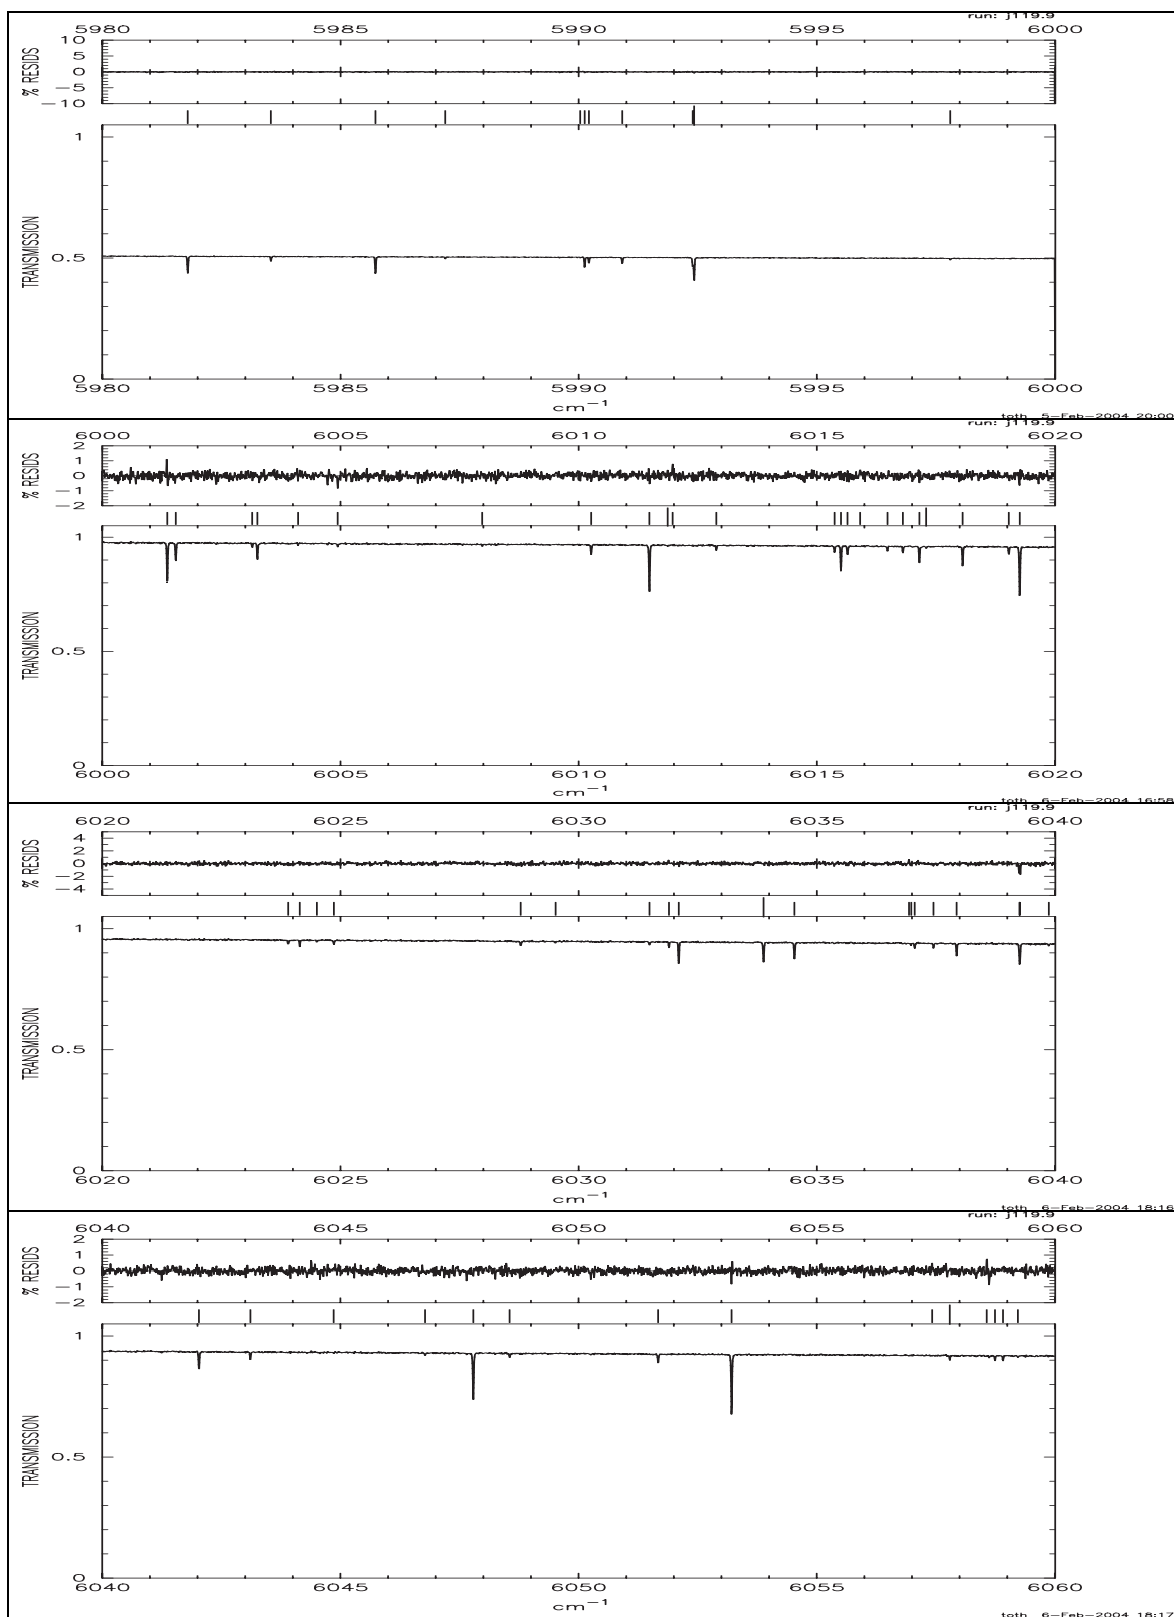 run: j119.9
5980 5985 5990 5995 6000
10
5
0
−5
−10
% RESIDS
1
0.5
0
TRANSMISSION
5980 5985 5990 5995 6000
cm−1
toth 5−Feb−2004 20:00
run: j119.9
6000 6005 6010 6015 6020
2
1
0
−1
−2
% RESIDS
1
0.5
0
TRANSMISSION
6000 6005 6010 6015 6020
cm−1
toth 6−Feb−2004 16:58
run: j119.9
6020 6025 6030 6035 6040
4
2
0
−2
−4
% RESIDS
1
0.5
0
TRANSMISSION
6020 6025 6030 6035 6040
cm−1
toth 6−Feb−2004 18:16
run: j119.9
6040 6045 6050 6055 6060
2
1
0
−1
−2
% RESIDS
1
0.5
0
TRANSMISSION
6040 6045 6050 6055 6060
cm−1
toth 6−Feb−2004 18:17